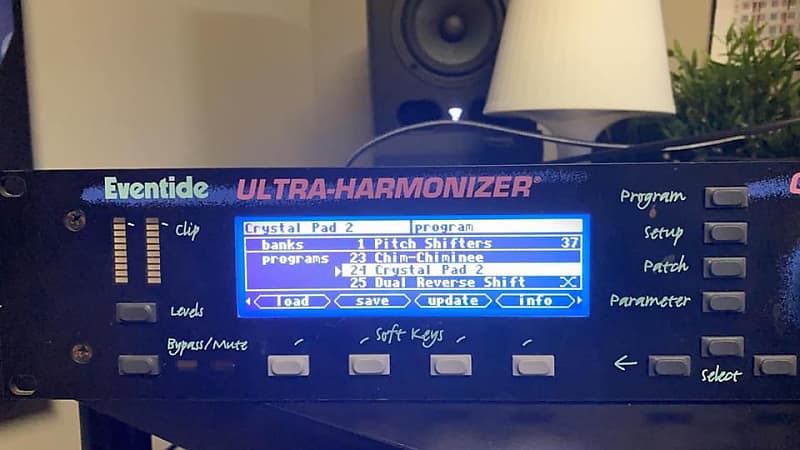 Eventide ULTRA-HARMONIZER®
Clip
Levels
Bypass/Mute
Crystal Pad 2 program
banks 1 Pitch Shifters 37
programs 23 Chim-Chiminee
24 Crystal Pad 2
25 Dual Reverse Shift
load save update info
Soft Keys
Program
Setup
Patch
Parameter
←
Select